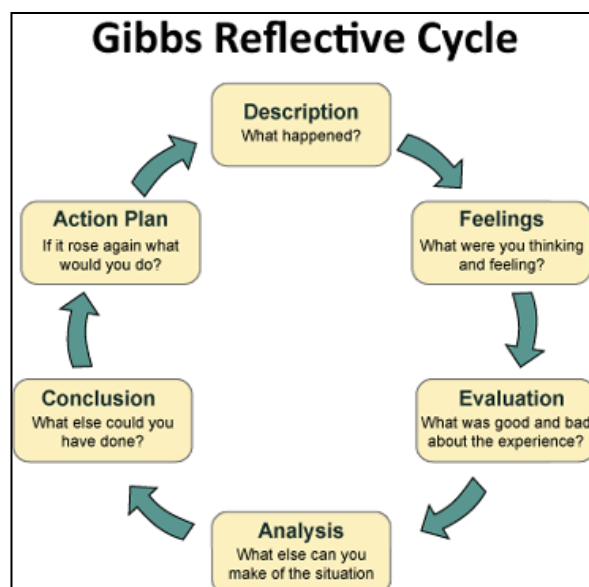 Gibbs Reflective Cycle
Description
What happened?
Feelings
What were you thinking
and feeling?
Evaluation
What was good and bad
about the experience?
Analysis
What else can you
make of the situation
Conclusion
What else could you
have done?
Action Plan
If it rose again what
would you do?